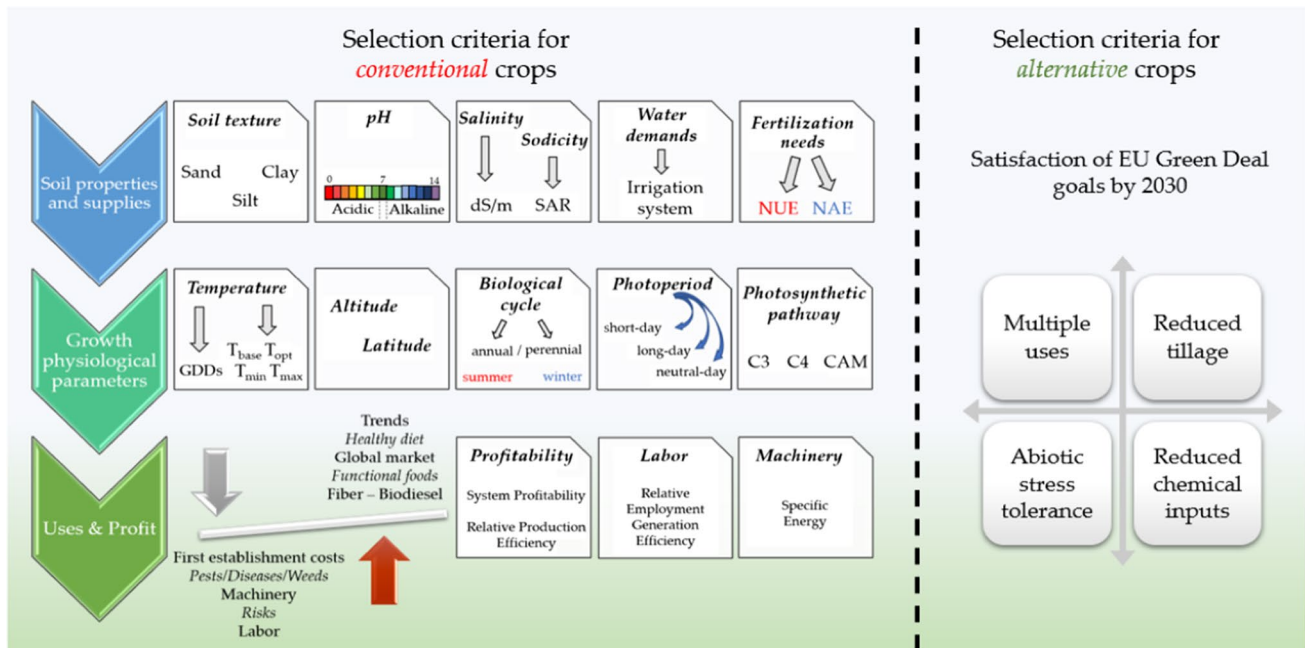 Selection criteria for
conventional crops
Selection criteria for
alternative crops
Soil properties
and supplies
Soil texture
Sand Clay
Silt
pH
0 7 14
Acidic Alkaline
Salinity
Sodicity
dS/m SAR
Water
demands
Irrigation
system
Fertilization
needs
NUE NAE
Satisfaction of EU Green Deal
goals by 2030
Growth
physiological
parameters
Temperature
GDDs
Tbase Topt
Tmin Tmax
Altitude
Latitude
Biological
cycle
annual / perennial
summer winter
Photoperiod
short-day
long-day
neutral-day
Photosynthetic
pathway
C3 C4 CAM
Multiple
uses
Reduced
tillage
Abiotic
stress
tolerance
Reduced
chemical
inputs
Uses & Profit
Trends
Healthy diet
Global market
Functional foods
Fiber – Biodiesel
First establishment costs
Pests/Diseases/Weeds
Machinery
Risks
Labor
Profitability
System Profitability
Relative Production
Efficiency
Labor
Relative
Employment
Generation
Efficiency
Machinery
Specific
Energy